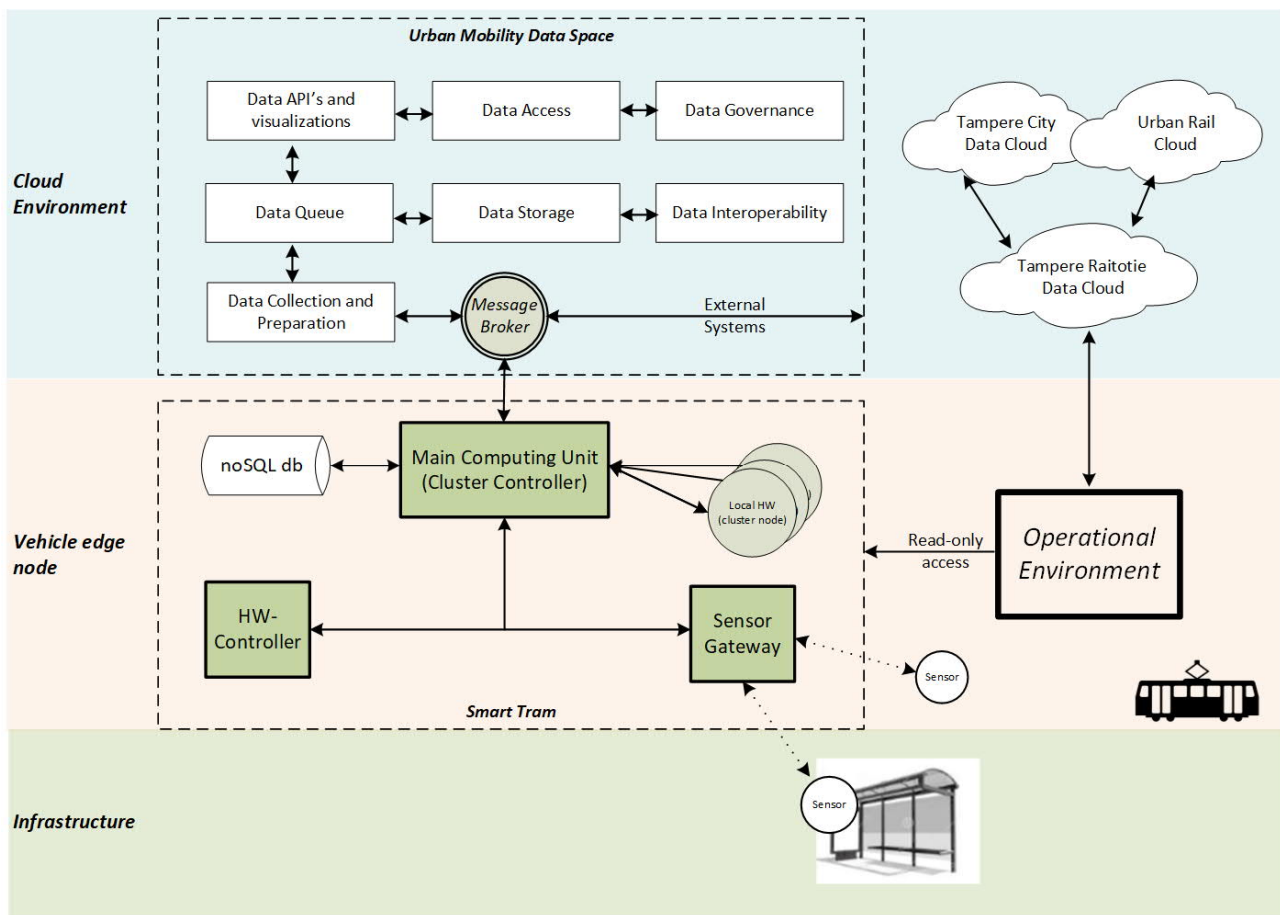 Urban Mobility Data Space
Data API's and
visualizations
Data Access
Data Governance
Tampere City
Data Cloud
Urban Rail
Cloud
Cloud
Environment
Data Queue
Data Storage
Data Interoperability
Tampere Raitotie
Data Cloud
Data Collection and
Preparation
Message
Broker
External
Systems
noSQL db
Main Computing Unit
(Cluster Controller)
Local HW
(cluster node)
Vehicle edge
node
Read-only
access
Operational
Environment
HW-
Controller
Sensor
Gateway
Sensor
Smart Tram
Sensor
Infrastructure